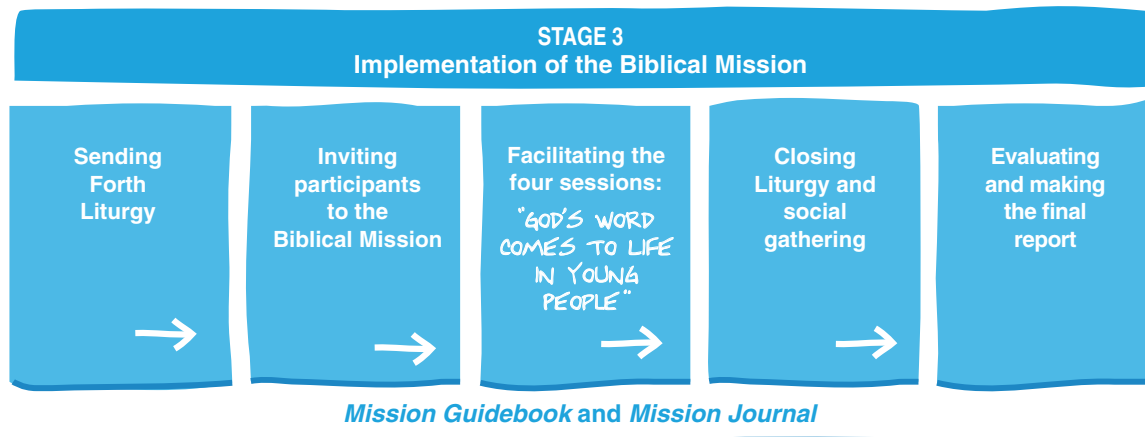 STAGE 3
Implementation of the Biblical Mission
Sending
Forth
Liturgy
Inviting
participants
to the
Biblical Mission
Facilitating the
four sessions:
"GOD'S WORD
COMES TO LIFE
IN YOUNG
PEOPLE"
Closing
Liturgy and
social
gathering
Evaluating
and making
the final
report
Mission Guidebook and Mission Journal